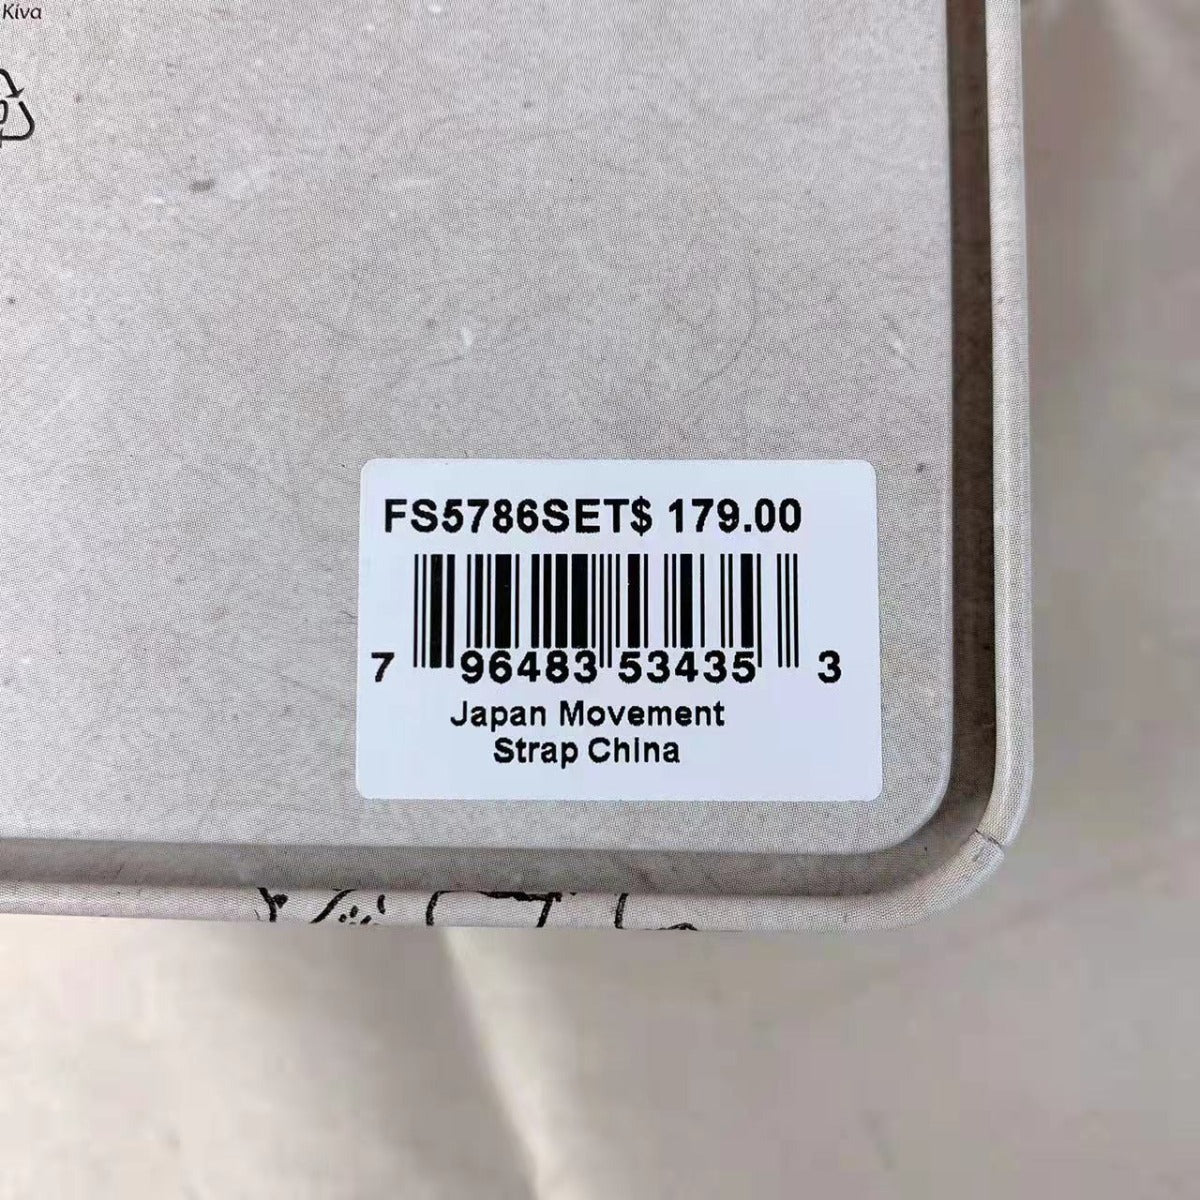 Kiva
FS5786SET$ 179.00
7 96483 53435 3
Japan Movement
Strap China